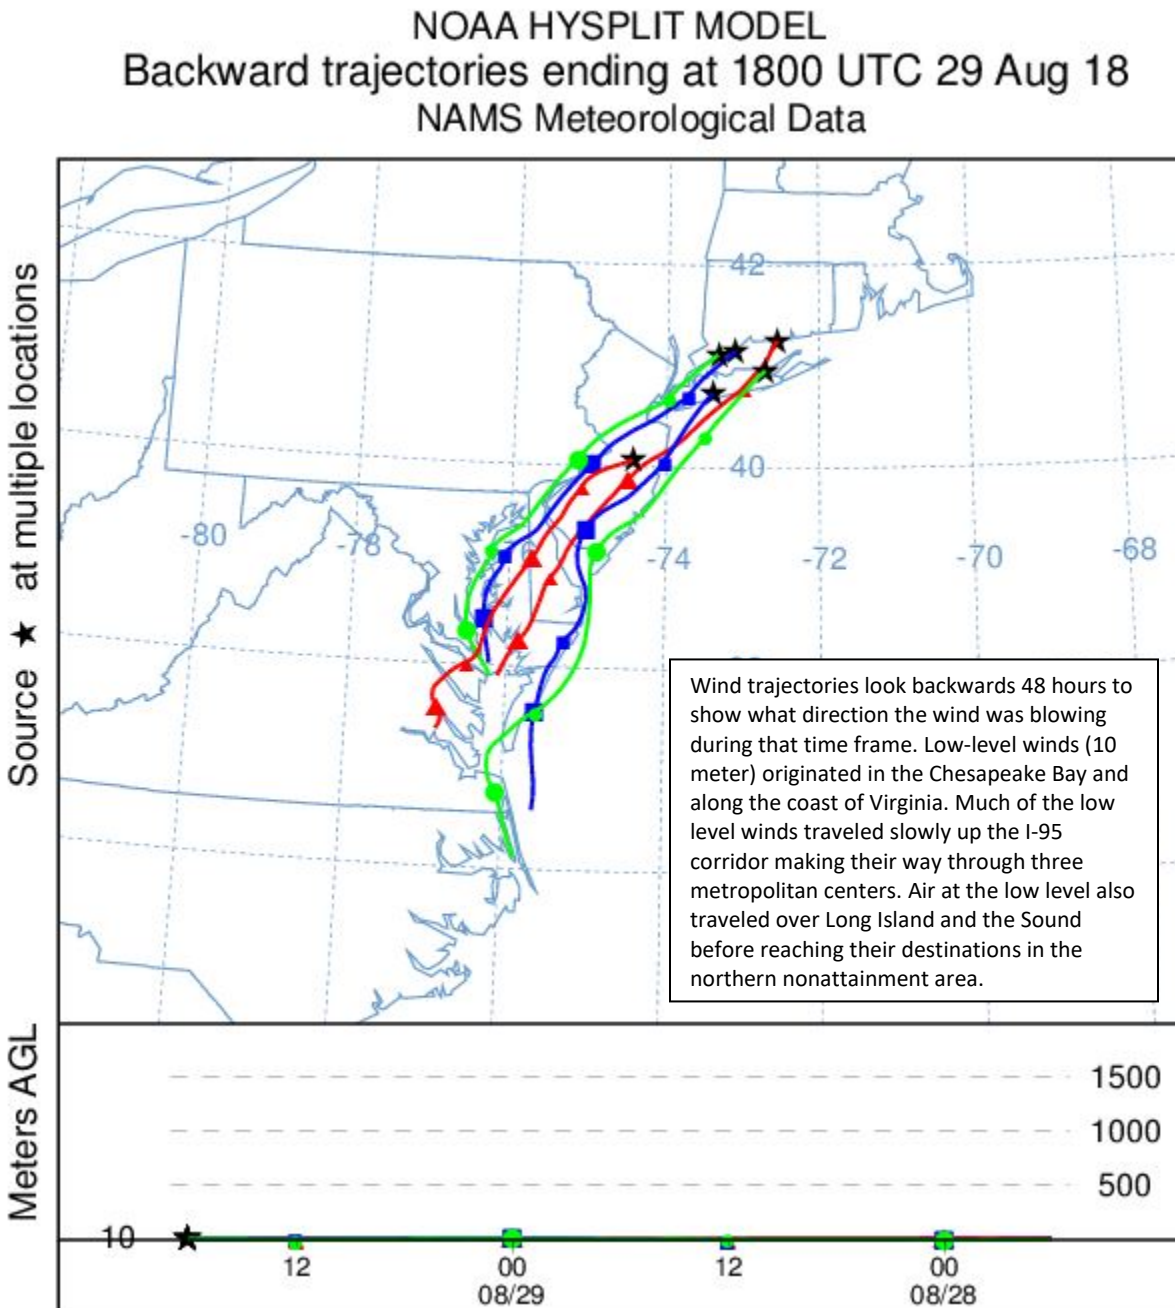 NOAA HYSPLIT MODEL
Backward trajectories ending at 1800 UTC 29 Aug 18
NAMS Meteorological Data
Source ★ at multiple locations
42
40
-80
-78
-74
-72
-70
-68
Wind trajectories look backwards 48 hours to
show what direction the wind was blowing
during that time frame. Low-level winds (10
meter) originated in the Chesapeake Bay and
along the coast of Virginia. Much of the low
level winds traveled slowly up the I-95
corridor making their way through three
metropolitan centers. Air at the low level also
traveled over Long Island and the Sound
before reaching their destinations in the
northern nonattainment area.
Meters AGL
1500
1000
500
10
12 00 12 00
08/29 08/28